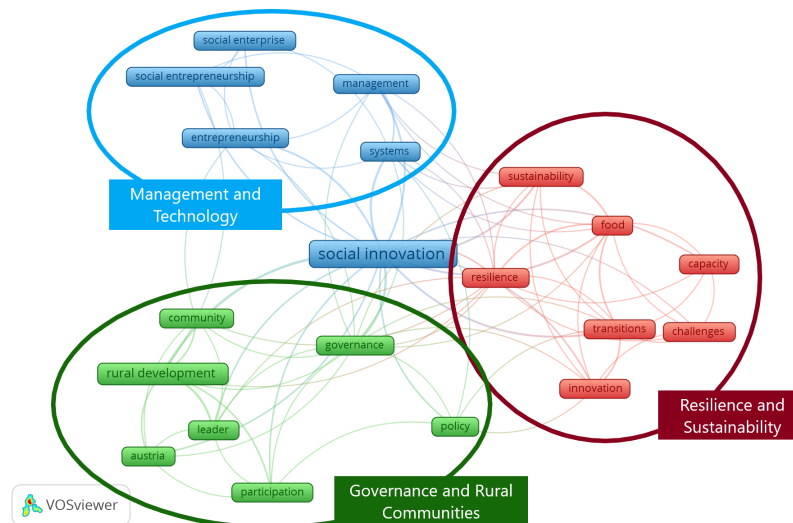 social enterprise
social entrepreneurship
management
entrepreneurship
systems
Management and
Technology
sustainability
food
social innovation
capacity
resilience
community
transitions
challenges
governance
rural development
innovation
Resilience and
Sustainability
leader
policy
austria
participation
Governance and Rural
Communities
VOSviewer